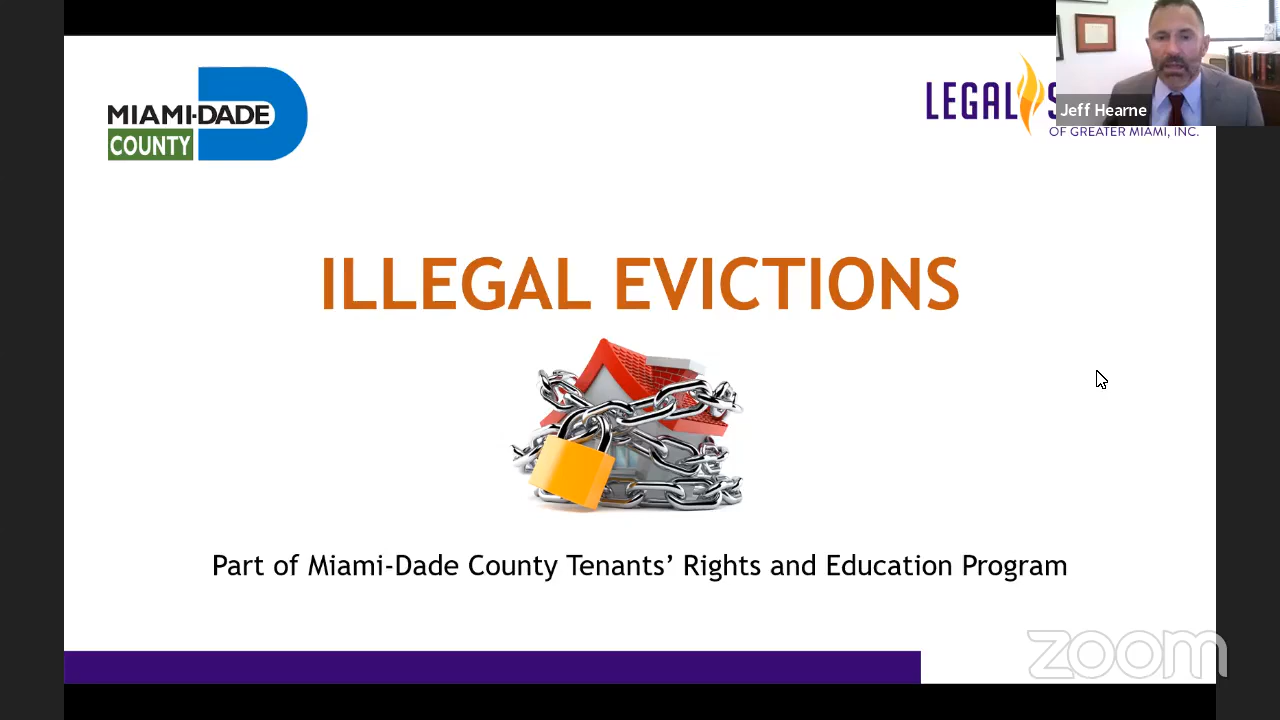 MIAMI-DADE
COUNTY
LEGAL S
OF GREATER MIAMI, INC.
Jeff Hearne
ILLEGAL EVICTIONS
Part of Miami-Dade County Tenants’ Rights and Education Program
zoom